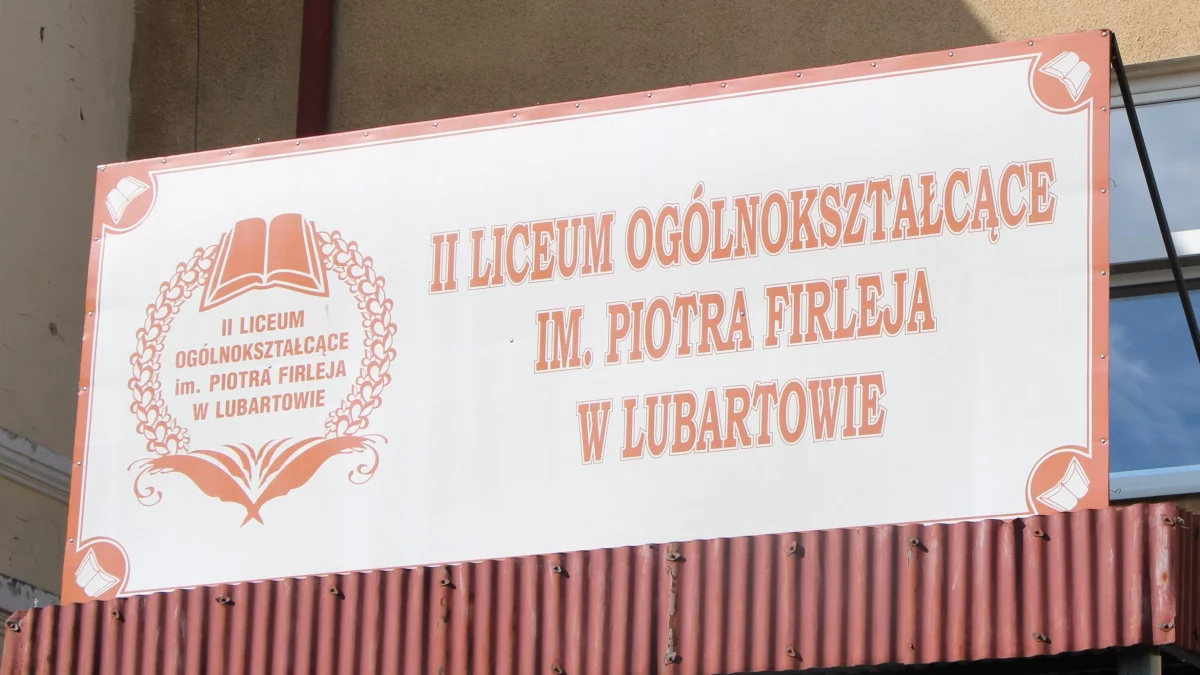 II LICEUM
OGÓLNOKSZTAŁCĄCE
im. PIOTRA FIRLEJA
W LUBARTOWIE
II LICEUM OGÓLNOKSZTAŁCĄCE
IM. PIOTRA FIRLEJA
W LUBARTOWIE